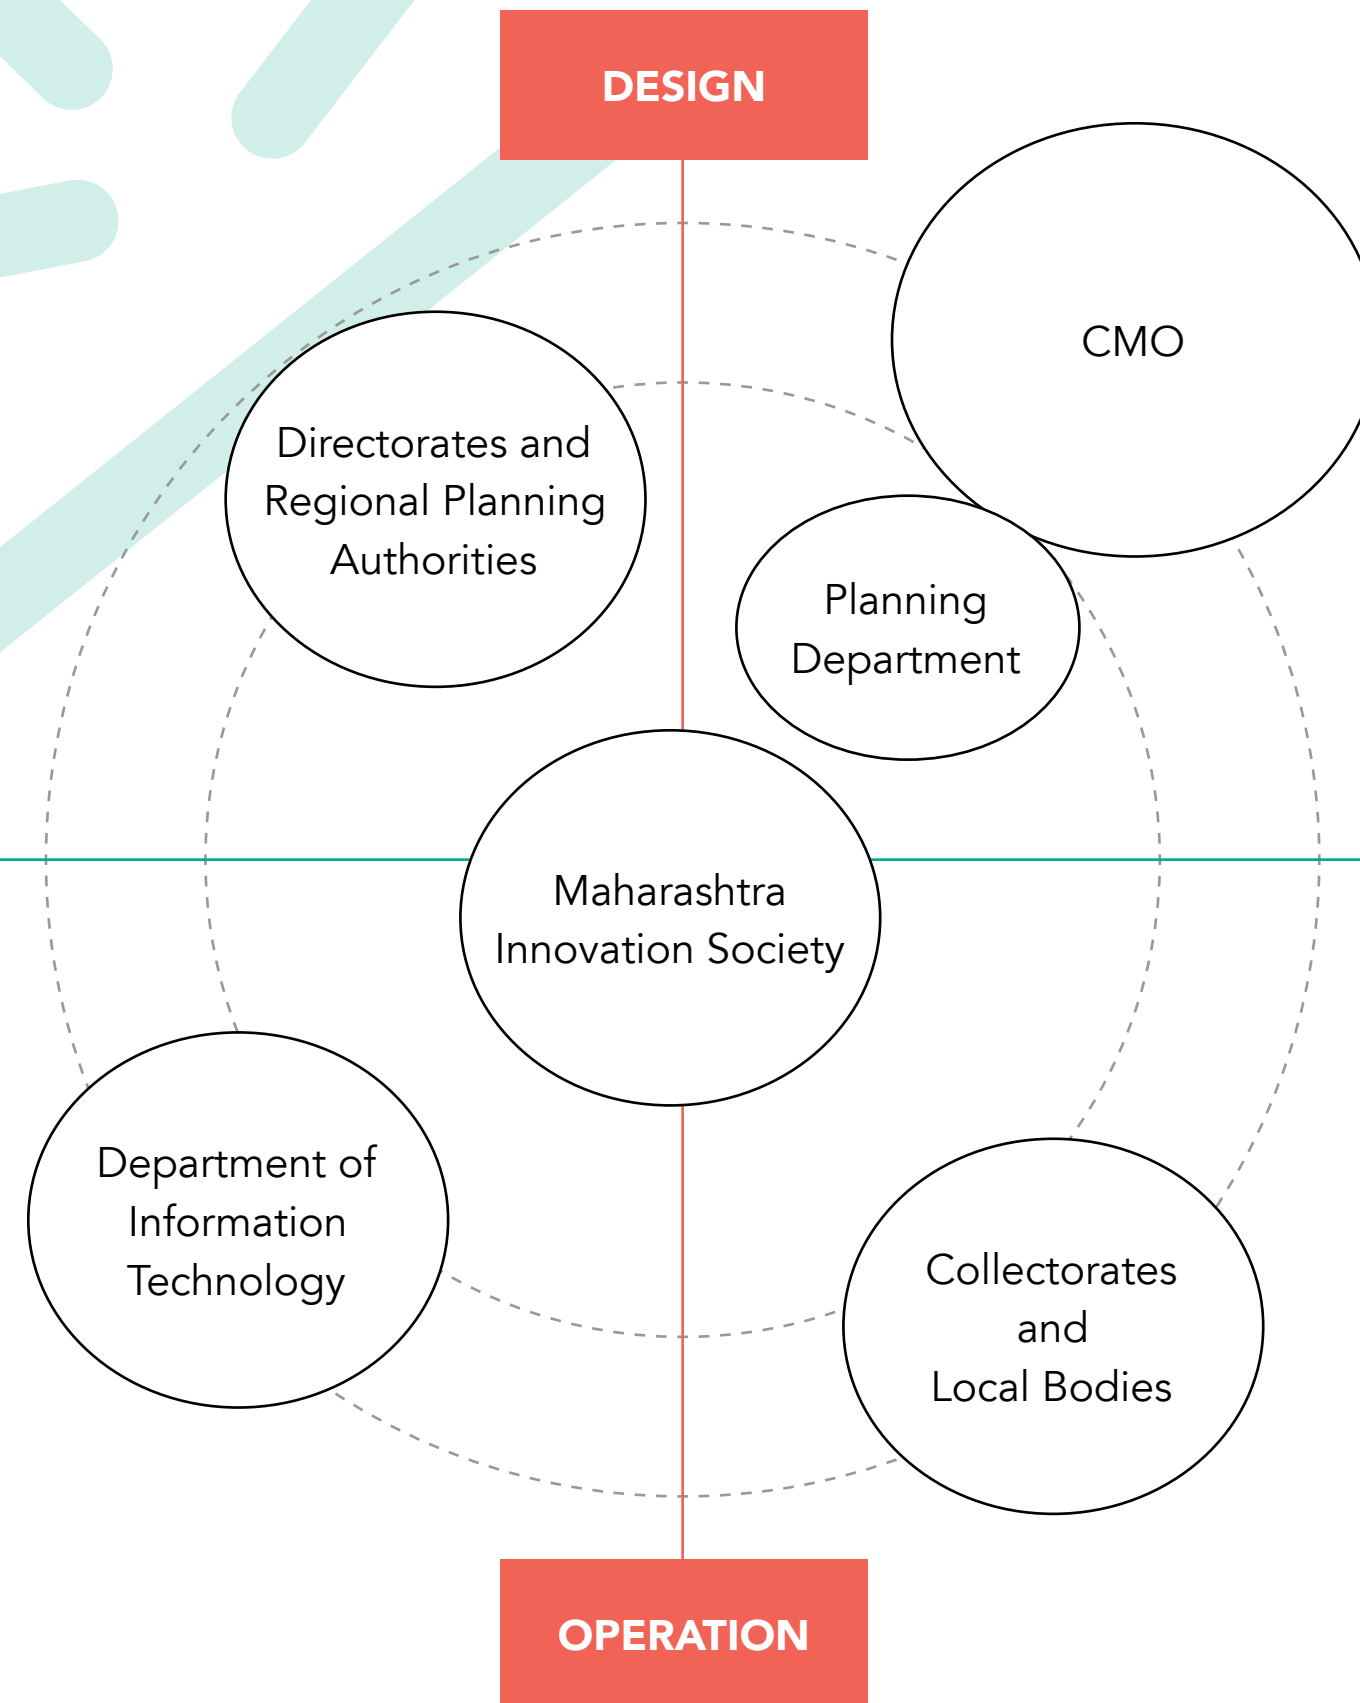 DESIGN
CMO
Directorates and
Regional Planning
Authorities
Planning
Department
Maharashtra
Innovation Society
Department of
Information
Technology
Collectorates
and
Local Bodies
OPERATION